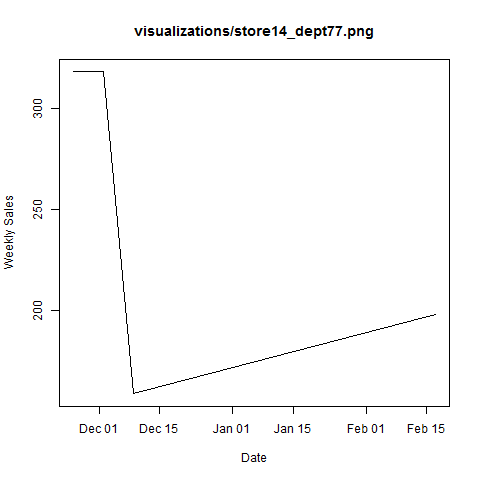 visualizations/store14_dept77.png
300
250
200
Weekly Sales
Dec 01
Dec 15
Jan 01
Jan 15
Feb 01
Feb 15
Date